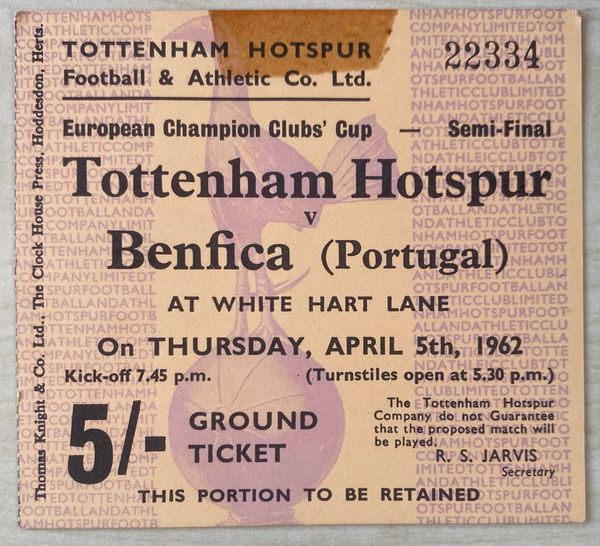 TOTTENHAM HOTSPUR
Football & Athletic Co. Ltd.
22334
European Champion Clubs' Cup — Semi-Final
Tottenham Hotspur
v
Benfica (Portugal)
AT WHITE HART LANE
On THURSDAY, APRIL 5th, 1962
Kick-off 7.45 p.m. (Turnstiles open at 5.30 p.m.)
5/- GROUND
TICKET
The Tottenham Hotspur
Company do not Guarantee
that the proposed match will
be played.
R. S. JARVIS
Secretary
THIS PORTION TO BE RETAINED
Thomas Knight & Co. Ltd., The Clock House Press, Hoddesdon, Herts.